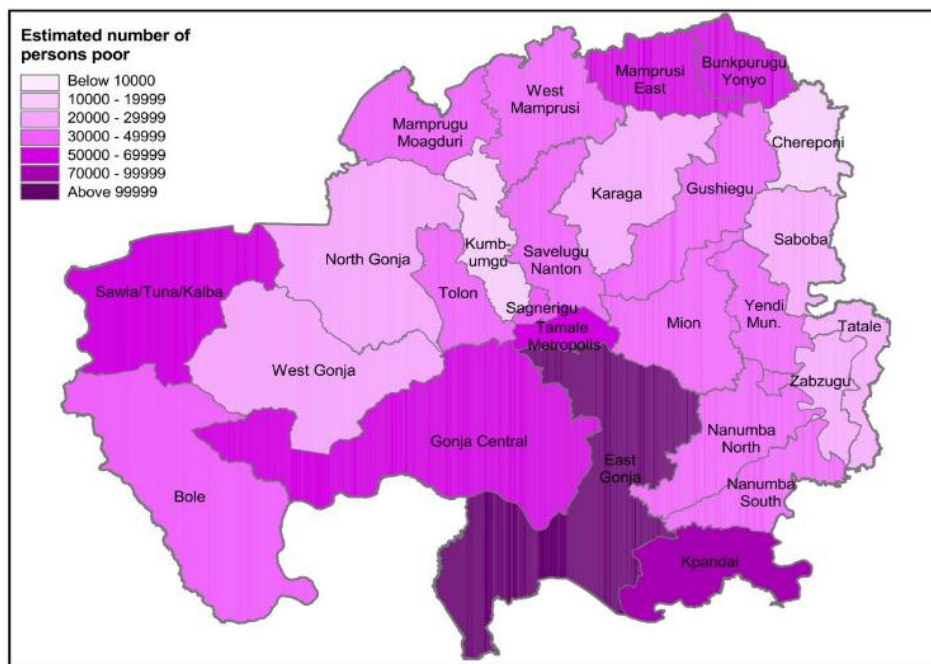 Estimated number of
persons poor
Below 10000
10000 - 19999
20000 - 29999
30000 - 49999
50000 - 69999
70000 - 99999
Above 99999
Mamprugu
Moagduri
West
Mamprusi
Mamprusi
East
Bunkpurugu
Yonyo
Chereponi
Karaga
Gushiegu
Saboba
North Gonja
Kumb-
umgu
Savelugu
Nanton
Tolon
Sagnerigu
Tamale
Metropolis
Mion
Yendi
Mun.
Tatale
Zabzugu
Sawla/Tuna/Kalba
West Gonja
Gonja Central
East
Gonja
Nanumba
North
Nanumba
South
Bole
Kpandai